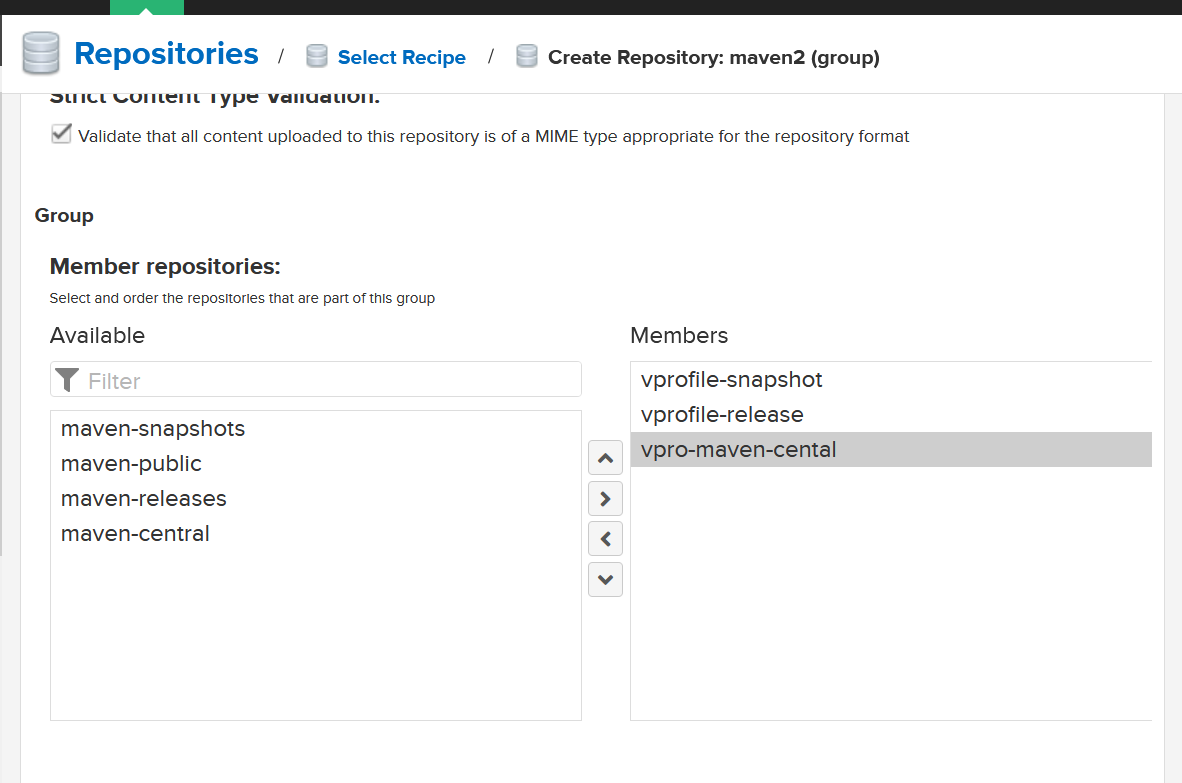 Repositories / Select Recipe / Create Repository: maven2 (group)
Strict Content Type Validation:
Validate that all content uploaded to this repository is of a MIME type appropriate for the repository format
Group
Member repositories:
Select and order the repositories that are part of this group
Available
Filter
maven-snapshots
maven-public
maven-releases
maven-central
Members
vprofile-snapshot
vprofile-release
vpro-maven-cental